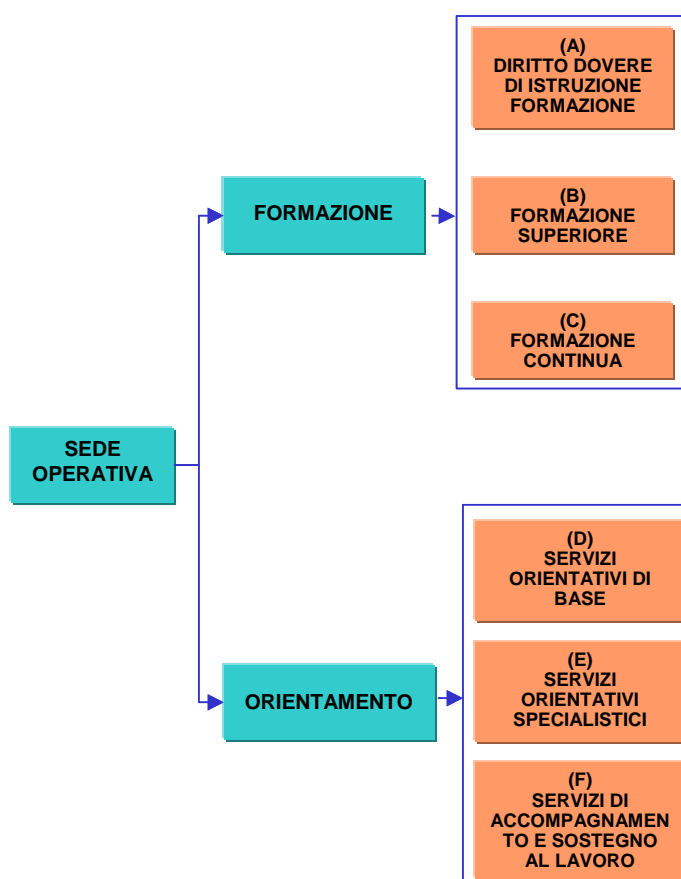 (A)
DIRITTO DOVERE
DI ISTRUZIONE
FORMAZIONE
FORMAZIONE
(B)
FORMAZIONE
SUPERIORE
(C)
FORMAZIONE
CONTINUA
SEDE
OPERATIVA
(D)
SERVIZI
ORIENTATIVI DI
BASE
ORIENTAMENTO
(E)
SERVIZI
ORIENTATIVI
SPECIALISTICI
(F)
SERVIZI DI
ACCOMPAGNAMEN
TO E SOSTEGNO
AL LAVORO